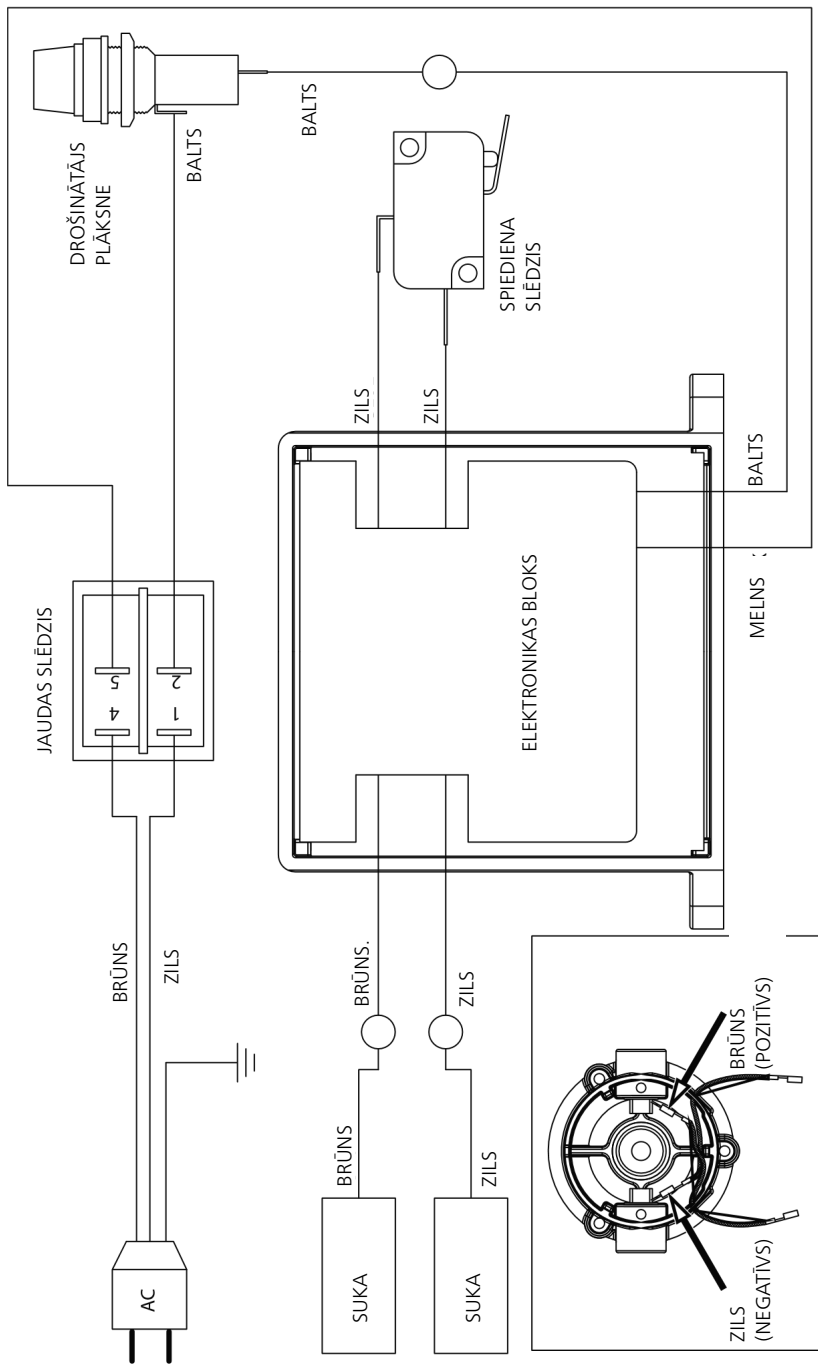 DROŠINĀTĀJS
PLĀKSNE
BALTS
BALTS
JAUDAS SLĒDZIS
4
5
1
2
BRŪNS
ZILS
AC
SPIEDIENA
SLĒDZIS
ZILS
ZILS
ELEKTRONIKAS BLOKS
BALTS
MELNS
BRŪNS.
ZILS
BRŪNS
ZILS
SUKA
SUKA
BRŪNS
(POZITĪVS)
ZILS
(NEGATĪVS)